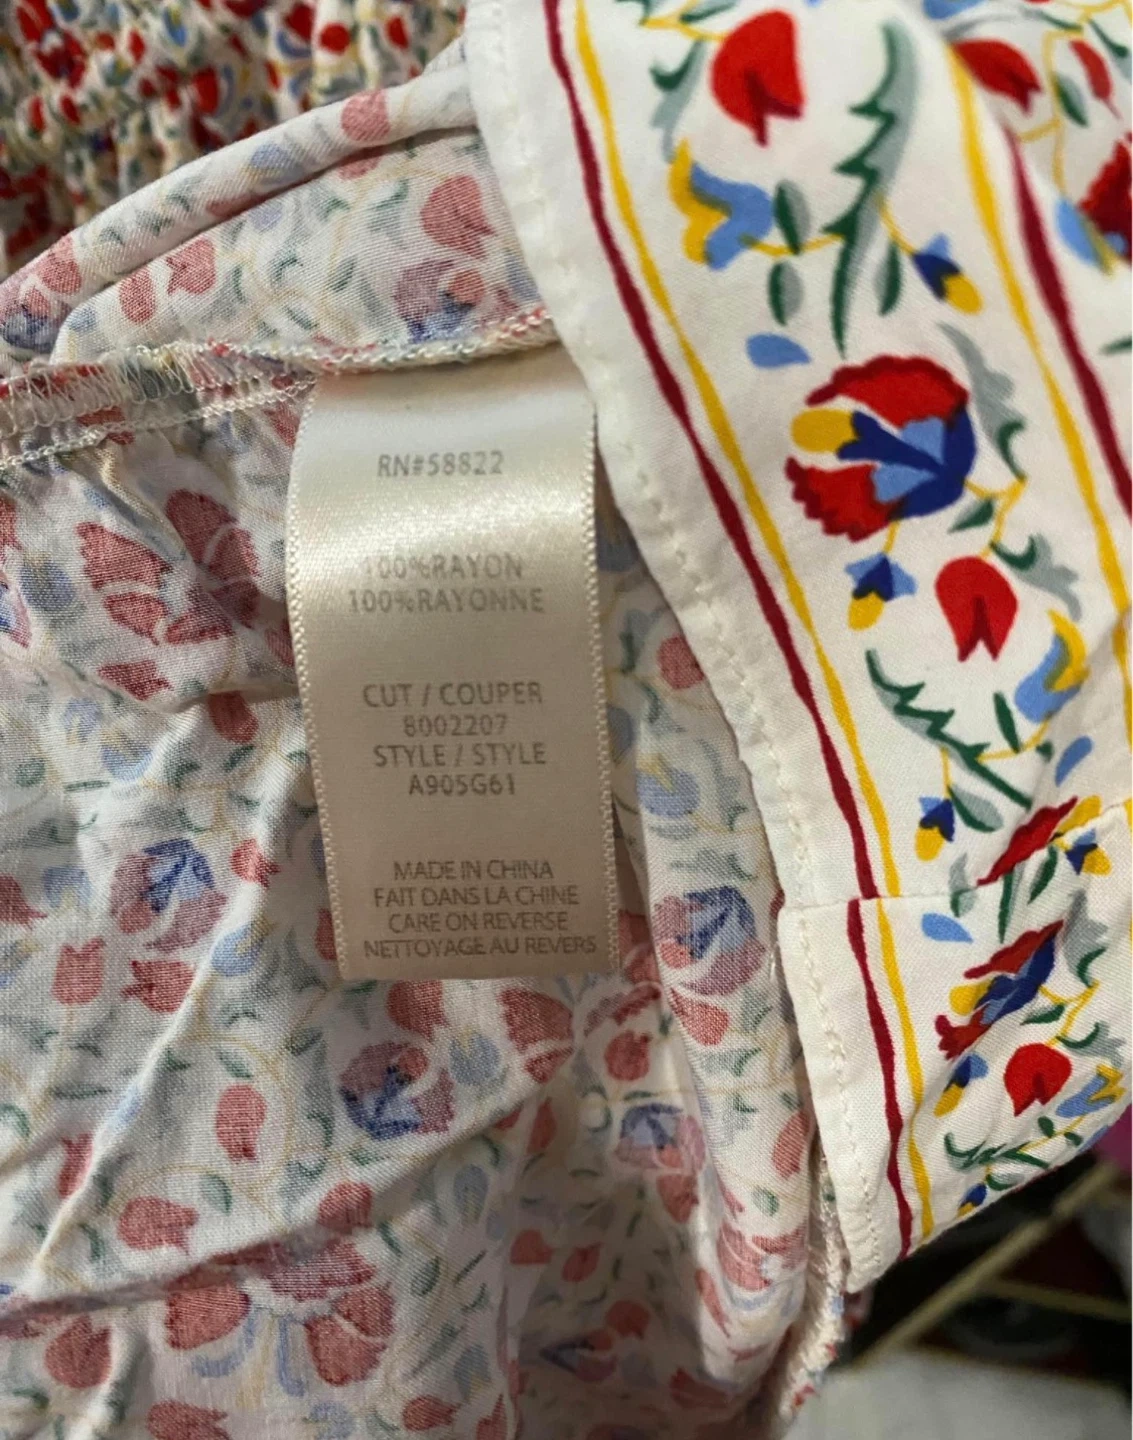 RN#58822
100%RAYON
100%RAYONNE
CUT / COUPER
8002207
STYLE / STYLE
A905G61
MADE IN CHINA
FAIT DANS LA CHINE
CARE ON REVERSE
NETTOYAGE AU REVERS